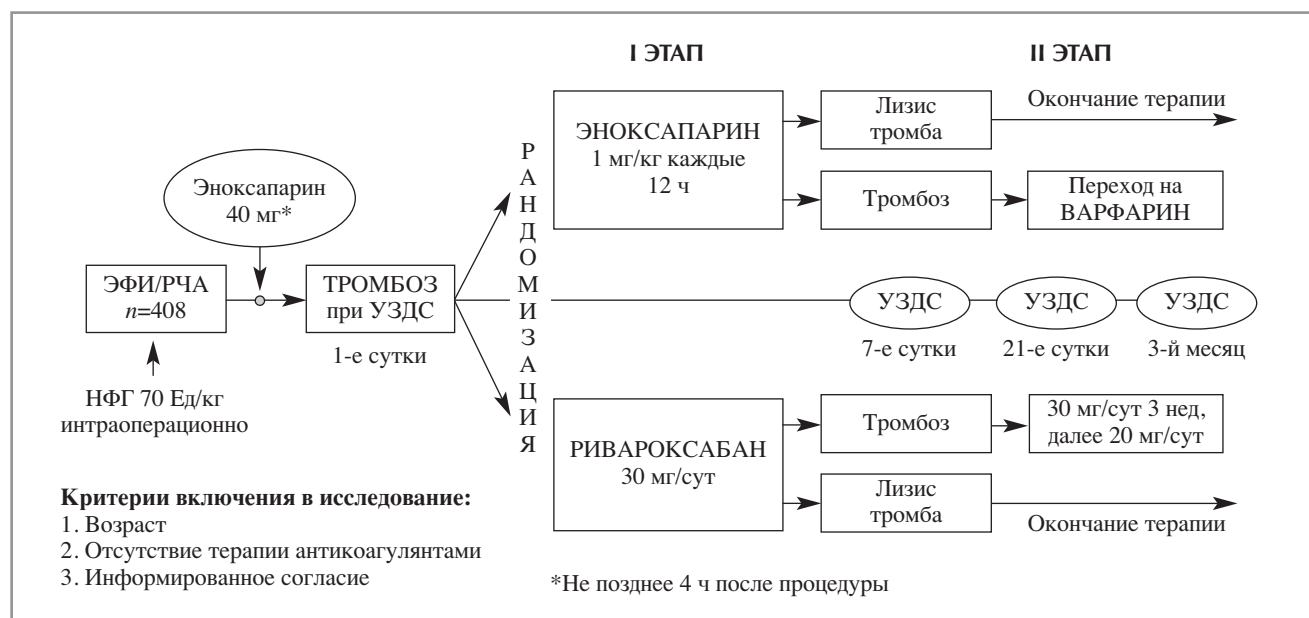 I ЭТАП
II ЭТАП
Эноксапарин
40 мг*
ЭФИ/РЧА
n=408
НФГ 70 Ед/кг
интраоперационно
ТРОМБОЗ
при УЗДС
1-е сутки
РАНДОМИЗАЦИЯ
ЭНОКСАПАРИН
1 мг/кг каждые
12 ч
Лизис
тромба
Окончание терапии
Тромбоз
Переход на
ВАРФАРИН
УЗДС
УЗДС
УЗДС
7-е сутки
21-е сутки
3-й месяц
РИВАРОКСАБАН
30 мг/сут
Тромбоз
30 мг/сут 3 нед,
далее 20 мг/сут
Лизис
тромба
Окончание терапии
Критерии включения в исследование:
1. Возраст
2. Отсутствие терапии антикоагулянтами
3. Информированное согласие
*Не позднее 4 ч после процедуры